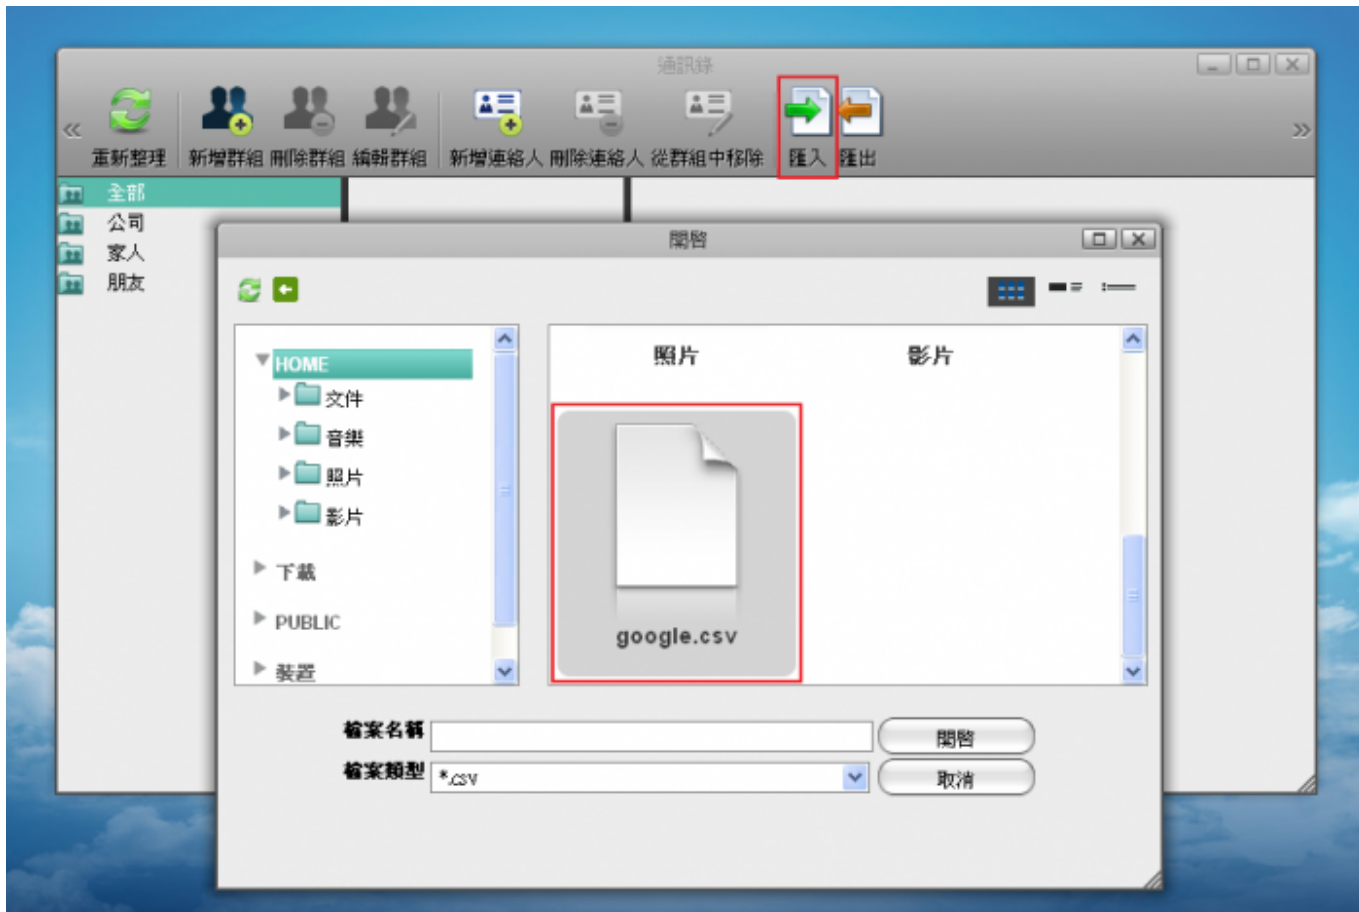 通訊錄
重新整理 新增群組 刪除群組 編輯群組 新增連絡人 刪除連絡人 從群組中移除 匯入 匯出
全部
公司
家人
朋友
開啓
HOME
文件
音樂
照片
影片
下載
PUBLIC
裝置
照片 影片
google.csv
檔案名稱
開啓
檔案類型 *.csv
取消